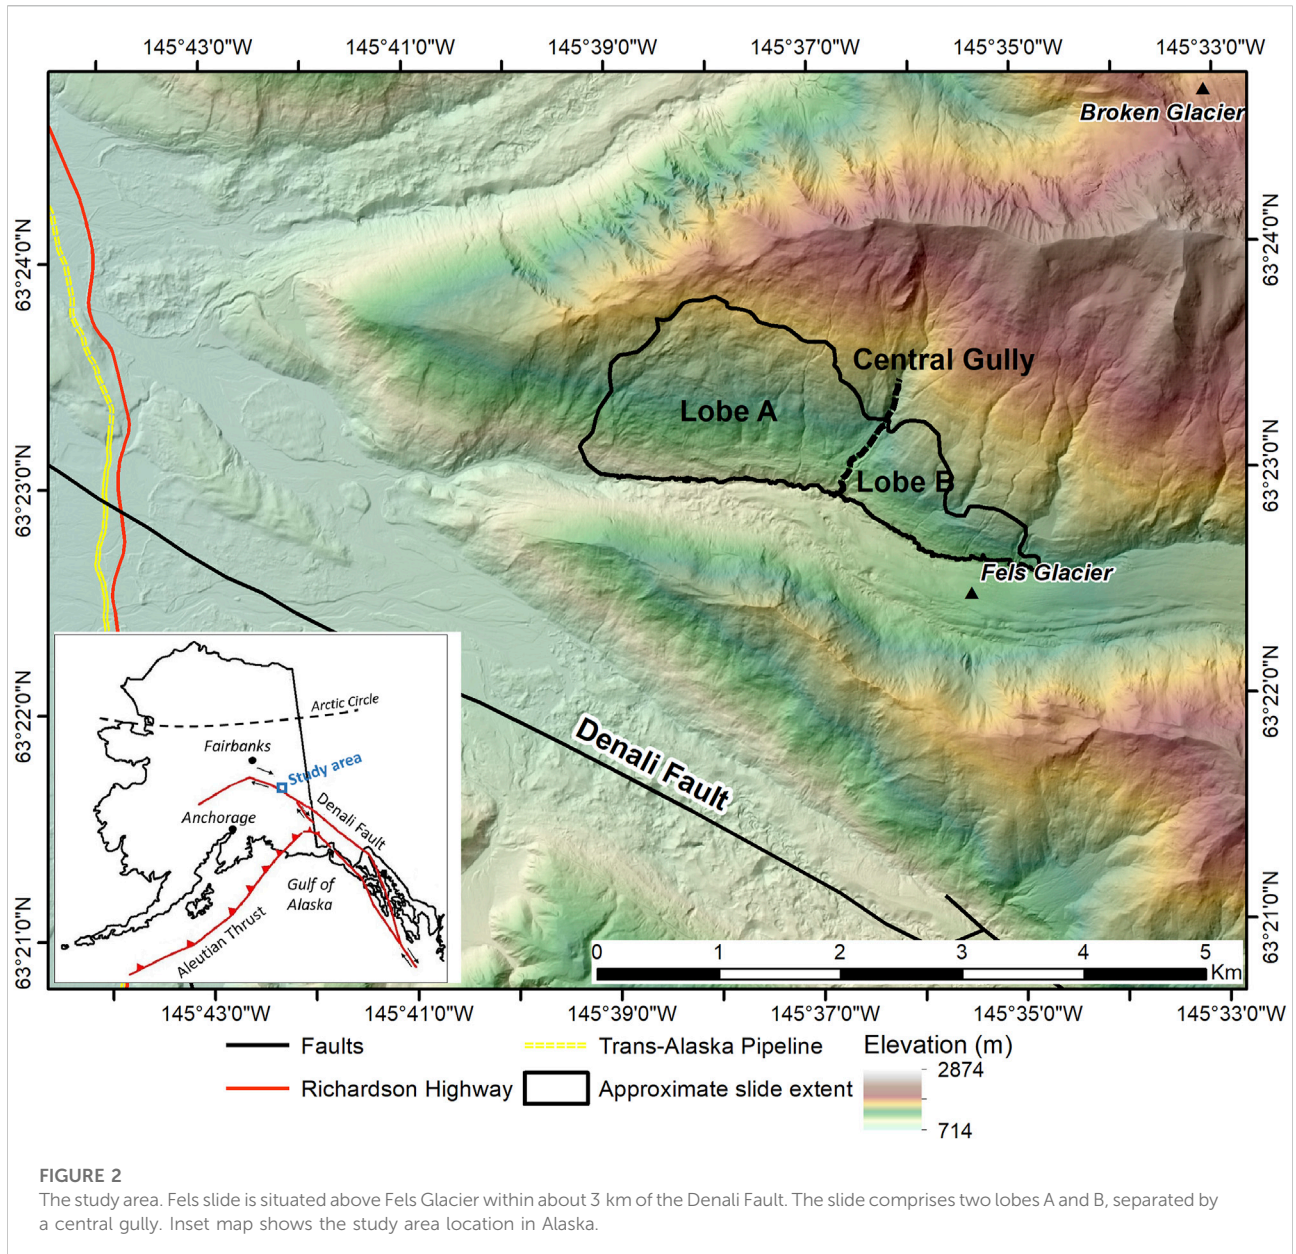 145°43'0"W
145°41'0"W
145°39'0"W
145°37'0"W
145°35'0"W
145°33'0"W
Broken Glacier
63°24'0"N
63°24'0"N
Central Gully
Lobe A
63°23'0"N
63°23'0"N
Lobe B
Fels Glacier
63°22'0"N
63°22'0"N
Denali Fault
Arctic Circle
Fairbanks
Study area
Denali Fault
Anchorage
Gulf of
Alaska
Aleutian Thrust
63°21'0"N
63°21'0"N
0 1 2 3 4 5
Km
145°43'0"W
145°41'0"W
145°39'0"W
145°37'0"W
145°35'0"W
145°33'0"W
Faults
Trans-Alaska Pipeline
Elevation (m)
2874
Richardson Highway
Approximate slide extent
714
FIGURE 2
The study area. Fels slide is situated above Fels Glacier within about 3 km of the Denali Fault. The slide comprises two lobes A and B, separated by
a central gully. Inset map shows the study area location in Alaska.